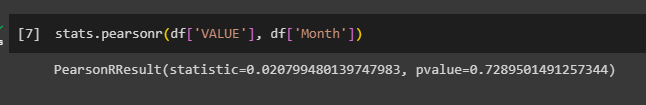 [7] stats.pearsonr(df['VALUE'], df['Month'])
PearsonRResult(statistic=0.020799480139747983, pvalue=0.7289501491257344)